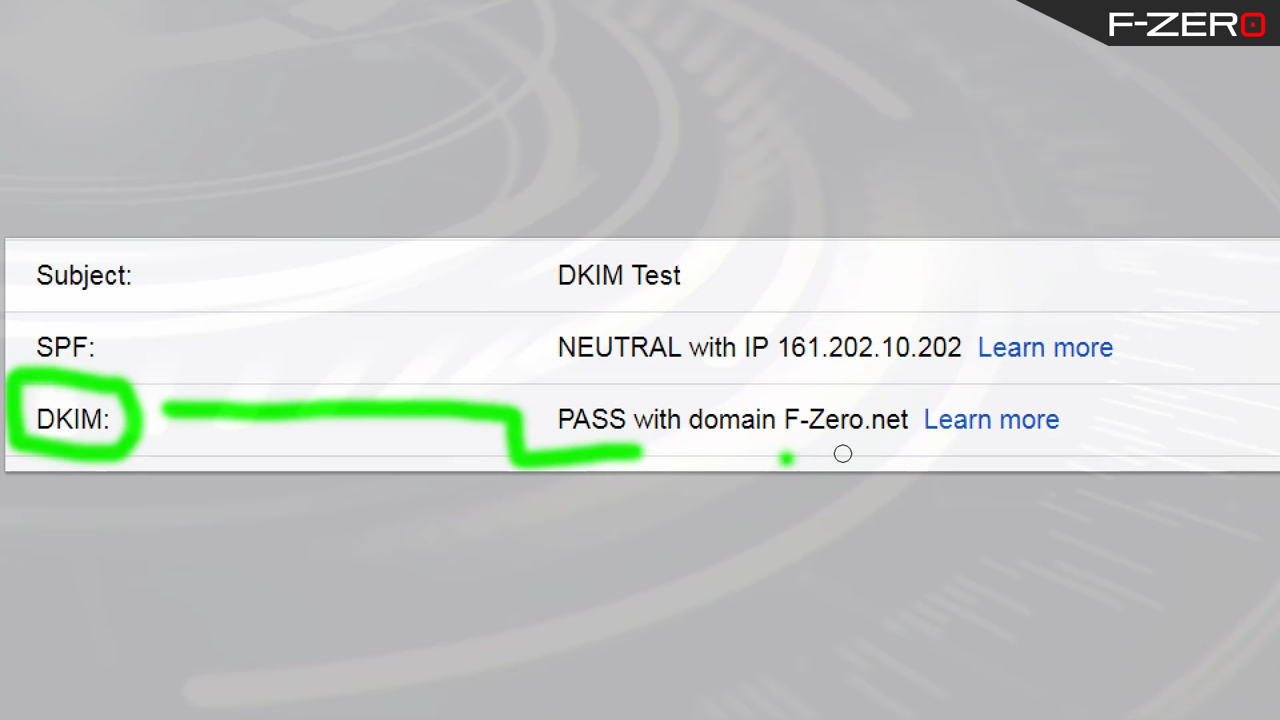 F-ZERO
Subject: DKIM Test
SPF: NEUTRAL with IP 161.202.10.202 Learn more
DKIM: PASS with domain F-Zero.net Learn more